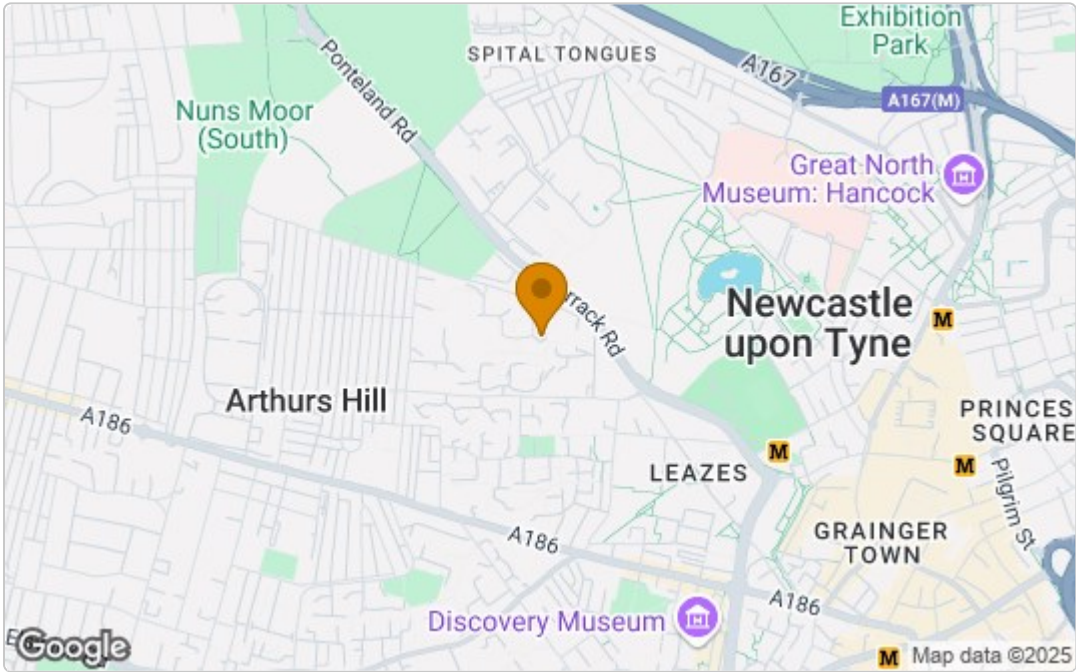 Exhibition
Park
SPITAL TONGUES
Ponteland Rd
A167
A167(M)
Nuns Moor
(South)
Great North
Museum: Hancock
rrack Rd
Newcastle
upon Tyne
M
Arthurs Hill
A186
PRINCES
SQUARE
M
LEAZES
M
Pilgrim St
GRAINGER
TOWN
A186
A186
Discovery Museum
Google
M
Map data ©2025